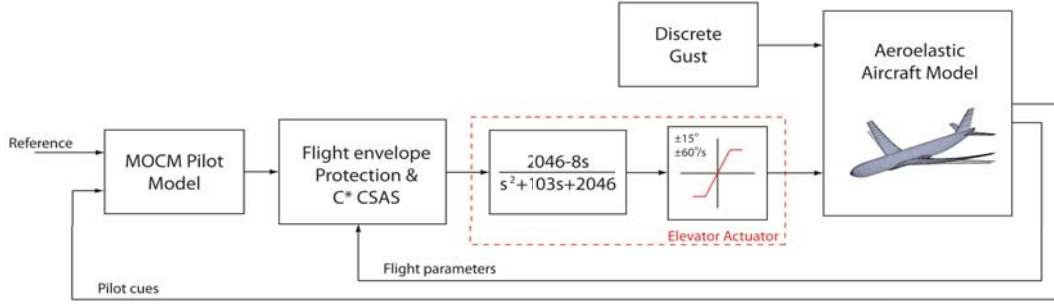 Discrete
Gust
Aeroelastic
Aircraft Model
Reference
MOCM Pilot
Model
Flight envelope
Protection &
C* CSAS
2046-8s
s²+103s+2046
±15°
±60°/s
Elevator Actuator
Flight parameters
Pilot cues